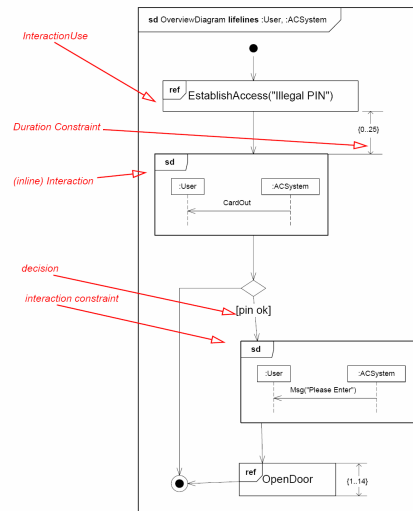 sd OverviewDiagram lifelines :User, :ACSystem
InteractionUse
ref
EstablishAccess("Illegal PIN")
Duration Constraint
{0..25}
sd
(inline) Interaction
:User
:ACSystem
CardOut
decision
interaction constraint
[pin ok]
sd
:User
:ACSystem
Msg("Please Enter")
ref
OpenDoor
{1..14}